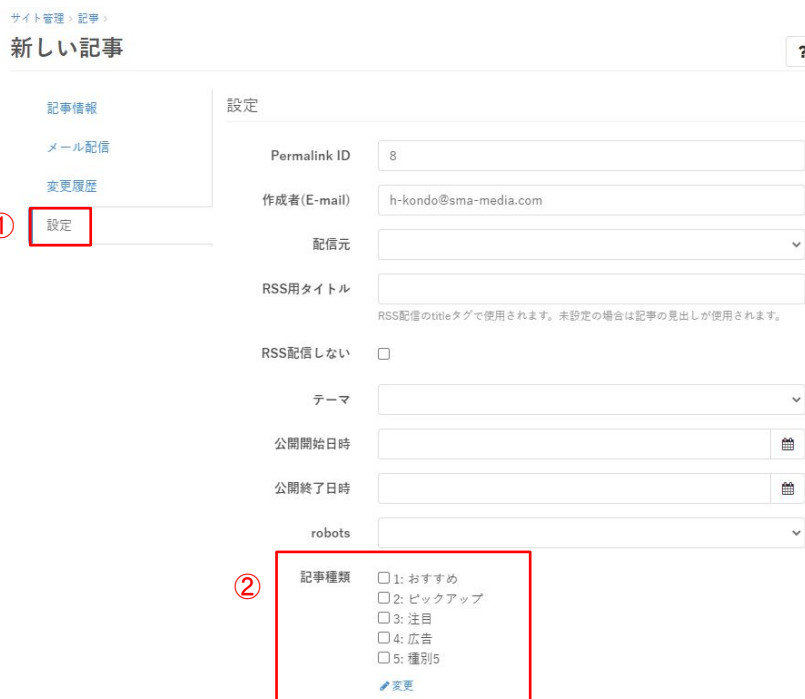 サイト管理 › 記事 ›
新しい記事
?
記事情報
メール配信
変更履歴
① 設定
設定
Permalink ID 8
作成者(E-mail) h-kondo@sma-media.com
配信元
RSS用タイトル
RSS配信のtitleタグで使用されます。未設定の場合は記事の見出しが使用されます。
RSS配信しない
テーマ
公開開始日時
公開終了日時
robots
② 記事種類 1: おすすめ
2: ピックアップ
3: 注目
4: 広告
5: 種別5
変更